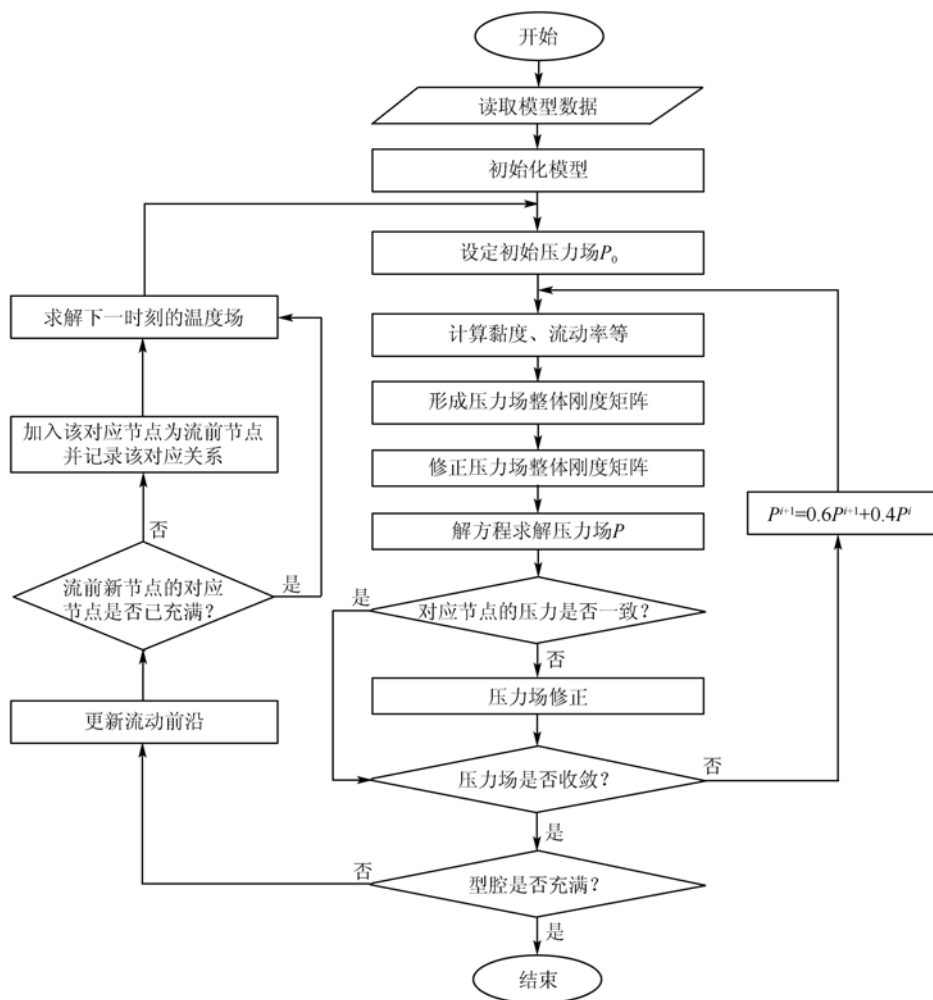 开始
读取模型数据
初始化模型
设定初始压力场P₀
求解下一时刻的温度场
计算黏度、流动率等
形成压力场整体刚度矩阵
加入该对应节点为流前节点
并记录该对应关系
修正压力场整体刚度矩阵
Pⁱ⁺¹=0.6Pⁱ⁺¹+0.4Pⁱ
解方程求解压力场P
否
流前新节点的对应
节点是否已充满？
是
是
对应节点的压力是否一致？
否
压力场修正
更新流动前沿
压力场是否收敛？
否
是
否
型腔是否充满？
是
结束